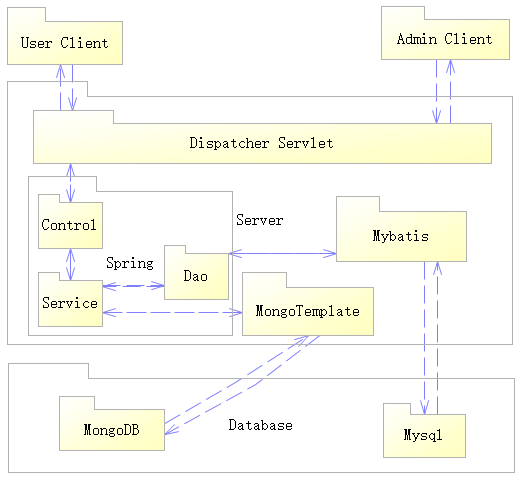 User Client
Admin Client
Dispatcher Servlet
Control
Server
Mybatis
Spring
Dao
Service
MongoTemplate
MongoDB
Database
Mysql